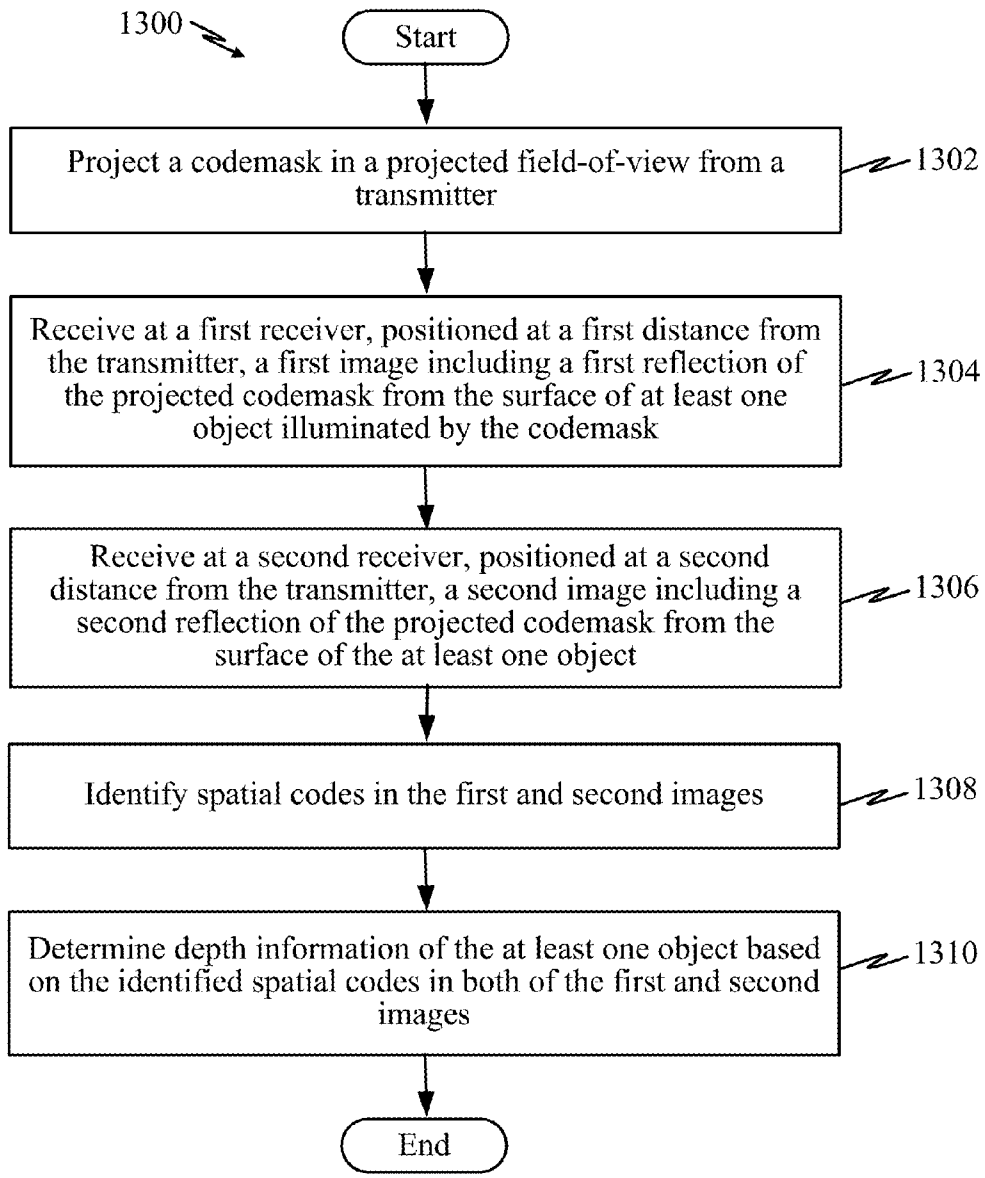 1300
Start
Project a codemask in a projected field-of-view from a
transmitter
1302
Receive at a first receiver, positioned at a first distance from
the transmitter, a first image including a first reflection of
the projected codemask from the surface of at least one
object illuminated by the codemask
1304
Receive at a second receiver, positioned at a second
distance from the transmitter, a second image including a
second reflection of the projected codemask from the
surface of the at least one object
1306
Identify spatial codes in the first and second images
1308
Determine depth information of the at least one object based
on the identified spatial codes in both of the first and second
images
1310
End